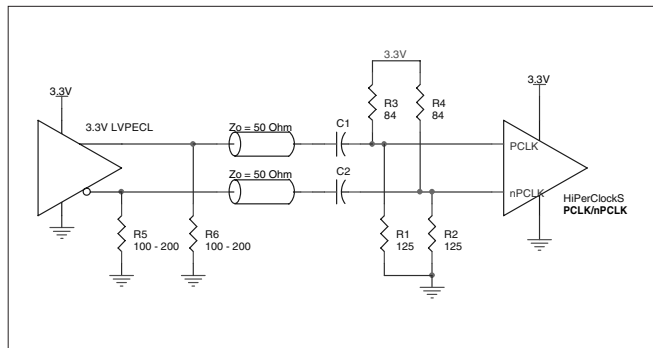 3.3V
3.3V
3.3V
3.3V LVPECL
Zo = 50 Ohm
C1
R3
84
R4
84
PCLK
Zo = 50 Ohm
C2
nPCLK
HiPerClockS
PCLK/nPCLK
R5
100 - 200
R6
100 - 200
R1
125
R2
125